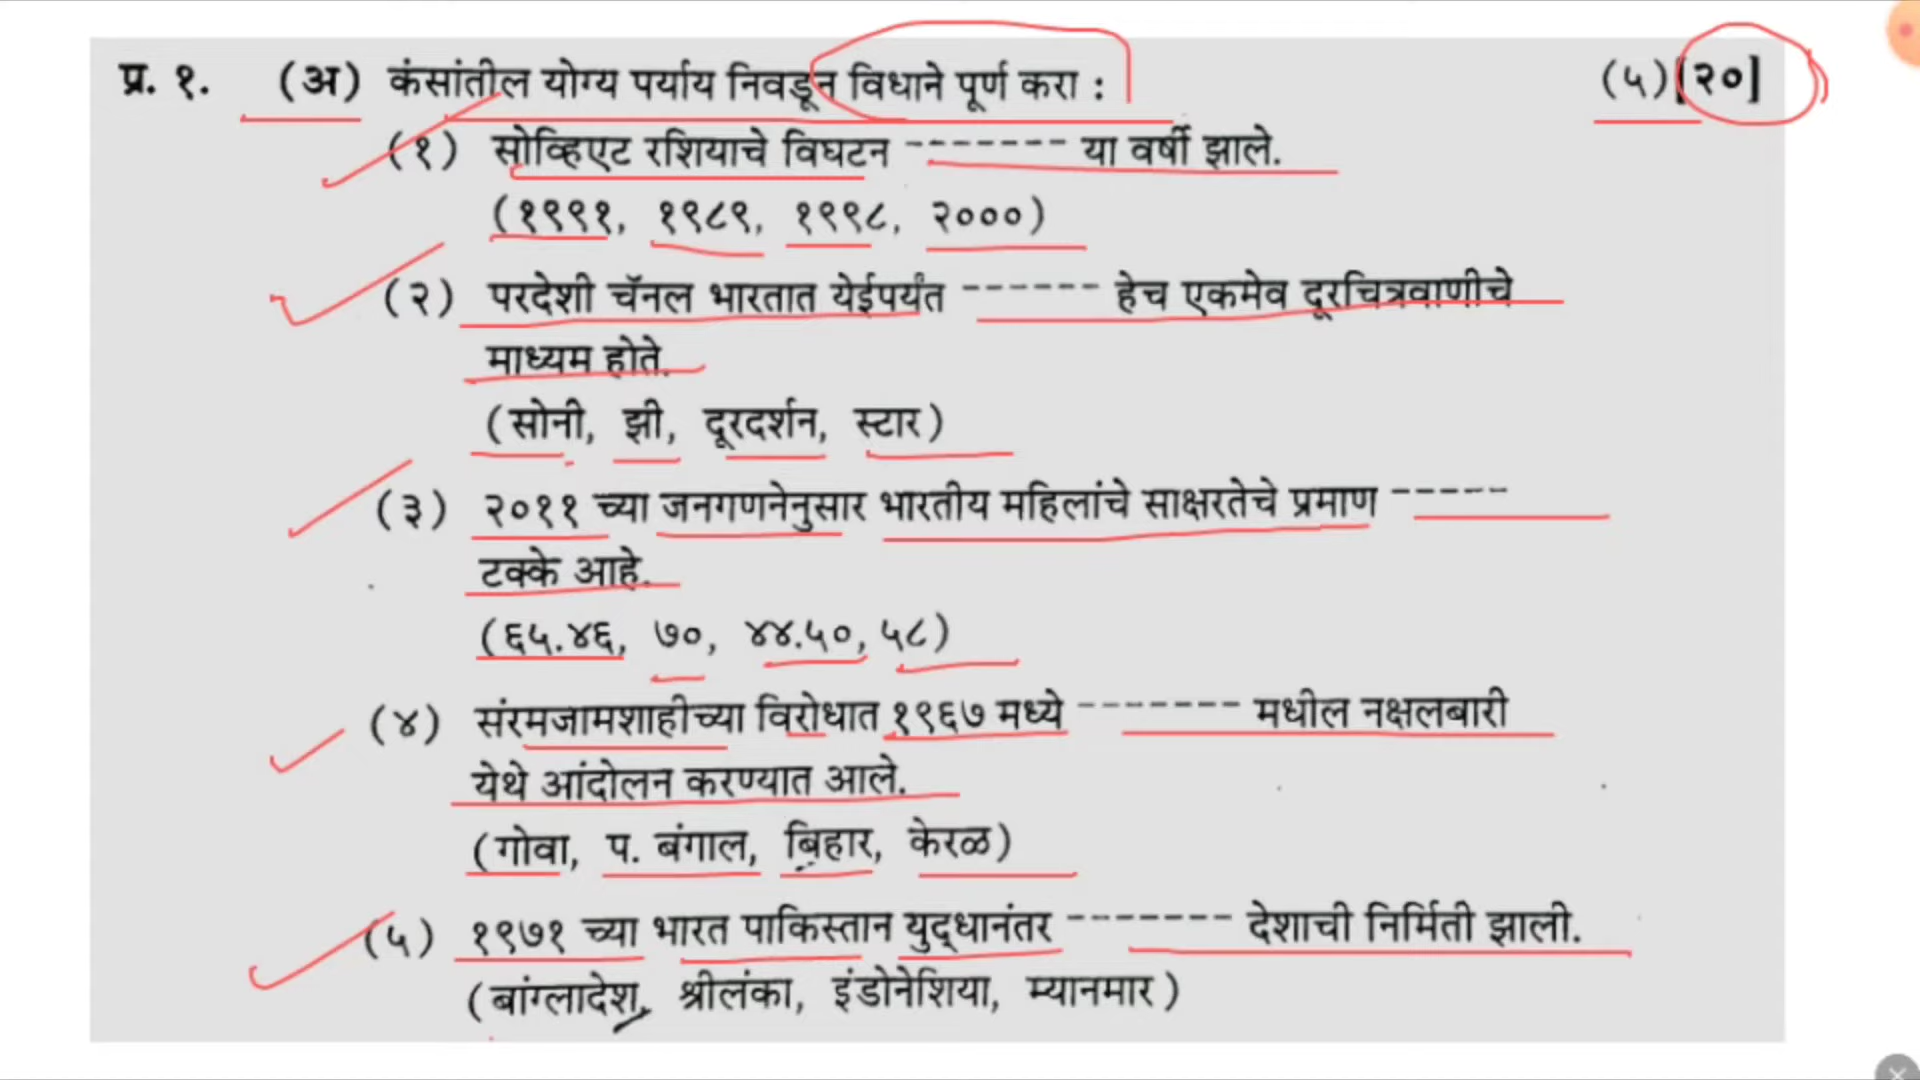 प्र. १. (अ) कंसांतील योग्य पर्याय निवडून विधाने पूर्ण करा : (५)[२०]
(१) सोव्हिएट रशियाचे विघटन ------- या वर्षी झाले.
(१९९१, १९८९, १९९८, २०००)
(२) परदेशी चॅनल भारतात येईपर्यंत ------ हेच एकमेव दूरचित्रवाणीचे
माध्यम होते.
(सोनी, झी, दूरदर्शन, स्टार)
(३) २०११ च्या जनगणनेनुसार भारतीय महिलांचे साक्षरतेचे प्रमाण -----
टक्के आहे.
(६५.४६, ७०, ४४.५०, ५८)
(४) संरमजामशाहीच्या विरोधात १९६७ मध्ये ------- मधील नक्षलबारी
येथे आंदोलन करण्यात आले.
(गोवा, प. बंगाल, बिहार, केरळ)
(५) १९७१ च्या भारत पाकिस्तान युद्धानंतर ------- देशाची निर्मिती झाली.
(बांग्लादेश, श्रीलंका, इंडोनेशिया, म्यानमार)